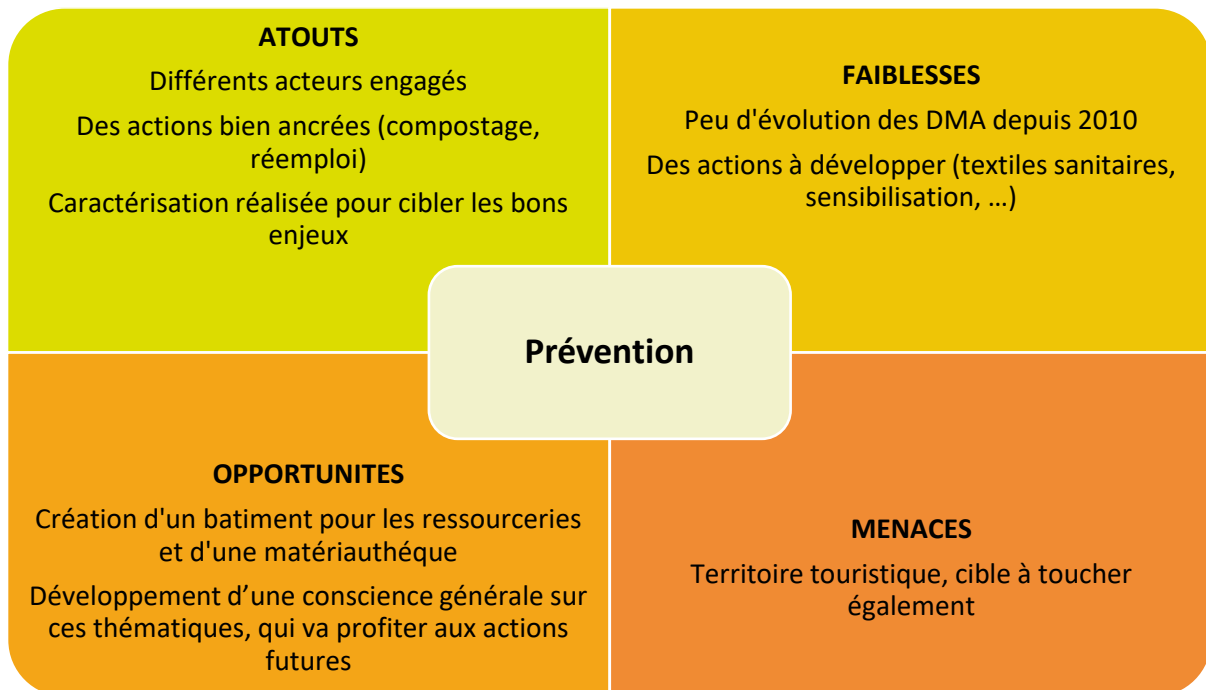 ATOUTS
Différents acteurs engagés
Des actions bien ancrées (compostage,
réemploi)
Caractérisation réalisée pour cibler les bons
enjeux
FAIBLESSES
Peu d'évolution des DMA depuis 2010
Des actions à développer (textiles sanitaires,
sensibilisation, ...)
Prévention
OPPORTUNITES
Création d'un batiment pour les ressourceries
et d'une matériauthéque
Développement d’une conscience générale sur
ces thématiques, qui va profiter aux actions
futures
MENACES
Territoire touristique, cible à toucher
également